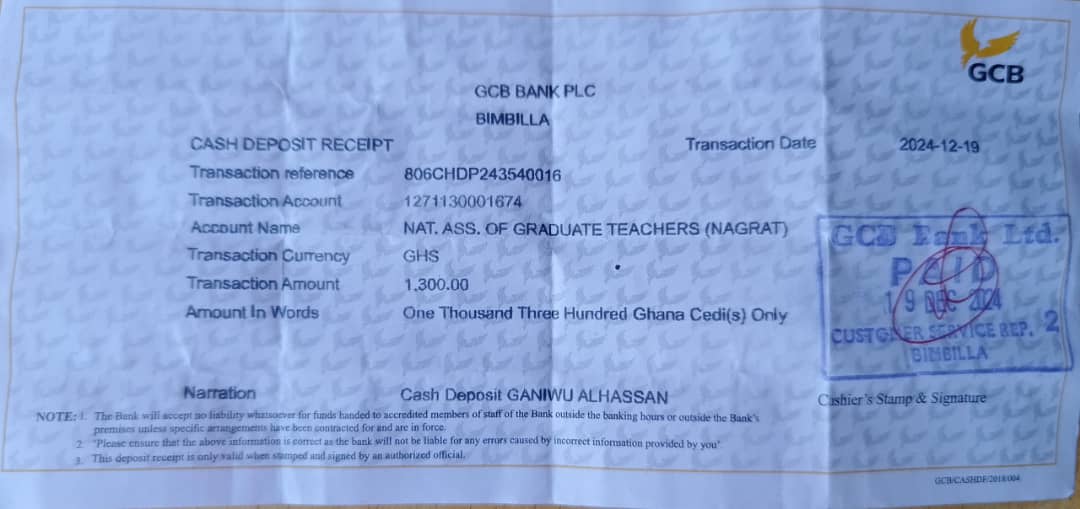 GCB
GCB BANK PLC
BIMBILLA
CASH DEPOSIT RECEIPT Transaction Date 2024-12-19
Transaction reference 806CHDP243540016
Transaction Account 1271130001674
Account Name NAT. ASS. OF GRADUATE TEACHERS (NAGRAT)
Transaction Currency GHS
Transaction Amount 1,300.00
Amount In Words One Thousand Three Hundred Ghana Cedi(s) Only
GCB Bank Ltd.
PAID
19 DEC 2024
CUSTOMER SERVICE REP. 2
BIMBILLA
Narration Cash Deposit GANIWU ALHASSAN
Cashier's Stamp & Signature
NOTE: 1. The Bank will accept no liability whatsoever for funds handed to accredited members of staff of the Bank outside the banking hours or outside the Bank's
premises unless specific arrangements have been contracted for and are in force.
2. "Please ensure that the above information is correct as the bank will not be liable for any errors caused by incorrect information provided by you".
3. This deposit receipt is only valid when stamped and signed by an authorized official.
GCB/CASHDF/2018/004